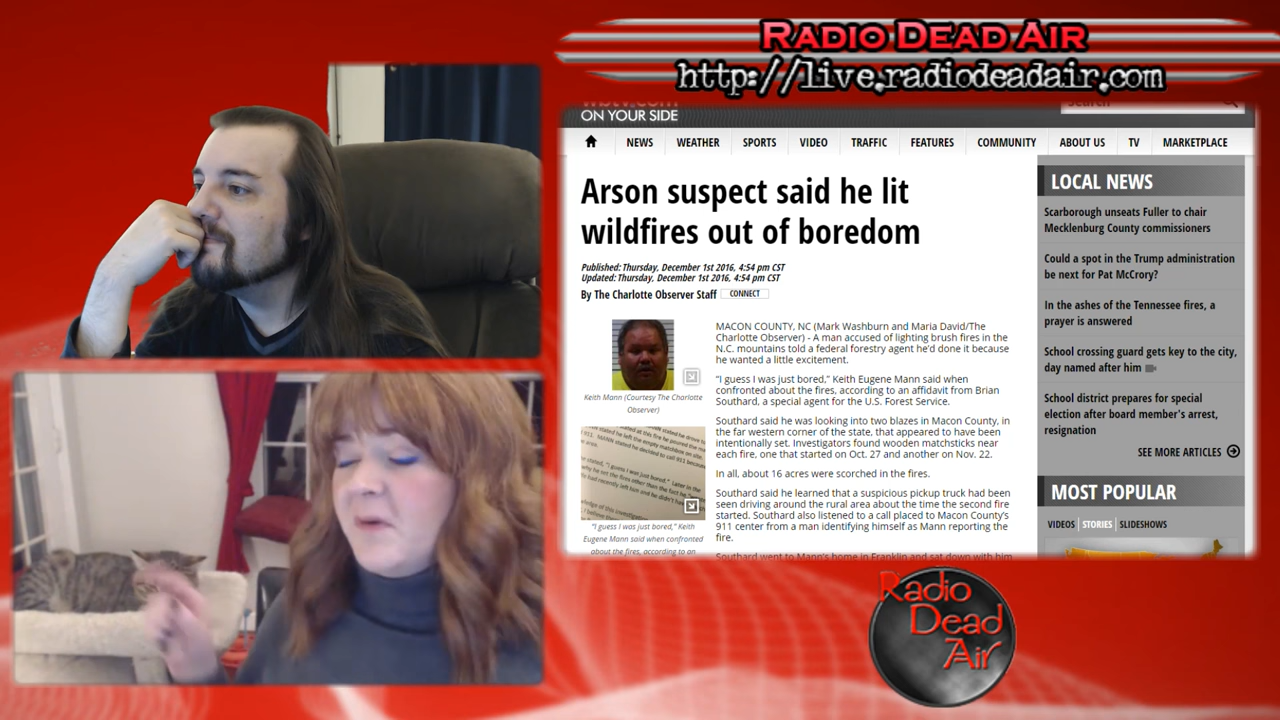 RADIO DEAD AIR
http://live.radiodeadair.com
wbtv.com
ON YOUR SIDE
Search
NEWS WEATHER SPORTS VIDEO TRAFFIC FEATURES COMMUNITY ABOUT US TV MARKETPLACE
Arson suspect said he lit
wildfires out of boredom
Published: Thursday, December 1st 2016, 4:54 pm CST
Updated: Thursday, December 1st 2016, 4:54 pm CST
By The Charlotte Observer Staff CONNECT
Keith Mann (Courtesy The Charlotte
Observer)
"I guess I was just bored," Keith
Eugene Mann said when confronted
about the fires, according to an
MACON COUNTY, NC (Mark Washburn and Maria David/The
Charlotte Observer) - A man accused of lighting brush fires in the
N.C. mountains told a federal forestry agent he'd done it because
he wanted a little excitement.
"I guess I was just bored," Keith Eugene Mann said when
confronted about the fires, according to an affidavit from Brian
Southard, a special agent for the U.S. Forest Service.
Southard said he was looking into two blazes in Macon County, in
the far western corner of the state, that appeared to have been
intentionally set. Investigators found wooden matchsticks near
each fire, one that started on Oct. 27 and another on Nov. 22.
In all, about 16 acres were scorched in the fires.
Southard said he learned that a suspicious pickup truck had been
seen driving around the rural area about the time the second fire
started. Southard also listened to a call placed to Macon County's
911 center from a man identifying himself as Mann reporting the
fire.
Southard went to Mann's home in Franklin and sat down with him
LOCAL NEWS
Scarborough unseats Fuller to chair
Mecklenburg County commissioners
Could a spot in the Trump administration
be next for Pat McCrory?
In the ashes of the Tennessee fires, a
prayer is answered
School crossing guard gets key to the city,
day named after him
School district prepares for special
election after board member's arrest,
resignation
SEE MORE ARTICLES
MOST POPULAR
VIDEOS STORIES SLIDESHOWS
Radio
Dead
Air